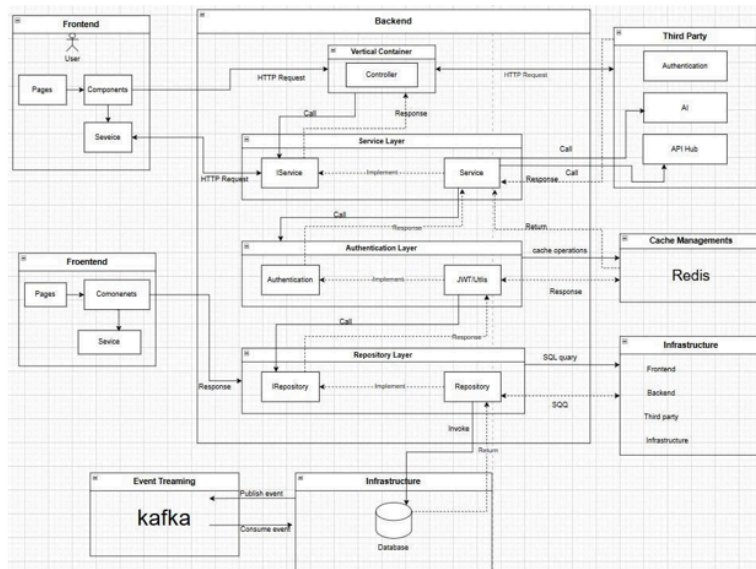 Frontend
User
Pages
Components
Seveice
HTTP Request
HTTP Request
Backend
Vertical Container
Controller
Call
Response
HTTP Request
Service Layer
IService
Implement
Service
Call
Response
Call
Call
Response
Return
Third Party
Authentication
AI
API Hub
Authentication Layer
Authentication
Implement
JWT/Utils
cache operations
Response
Cache Managements
Redis
Call
Response
Froentend
Pages
Comonenets
Sevice
Response
Repository Layer
IRepository
Implement
Repository
SQL quary
SQQ
Infrastructure
Frontend
Backend
Third party
Infrastructure
Invoke
Return
Event Treaming
kafka
Publish event
Consume event
Infrastructure
Database